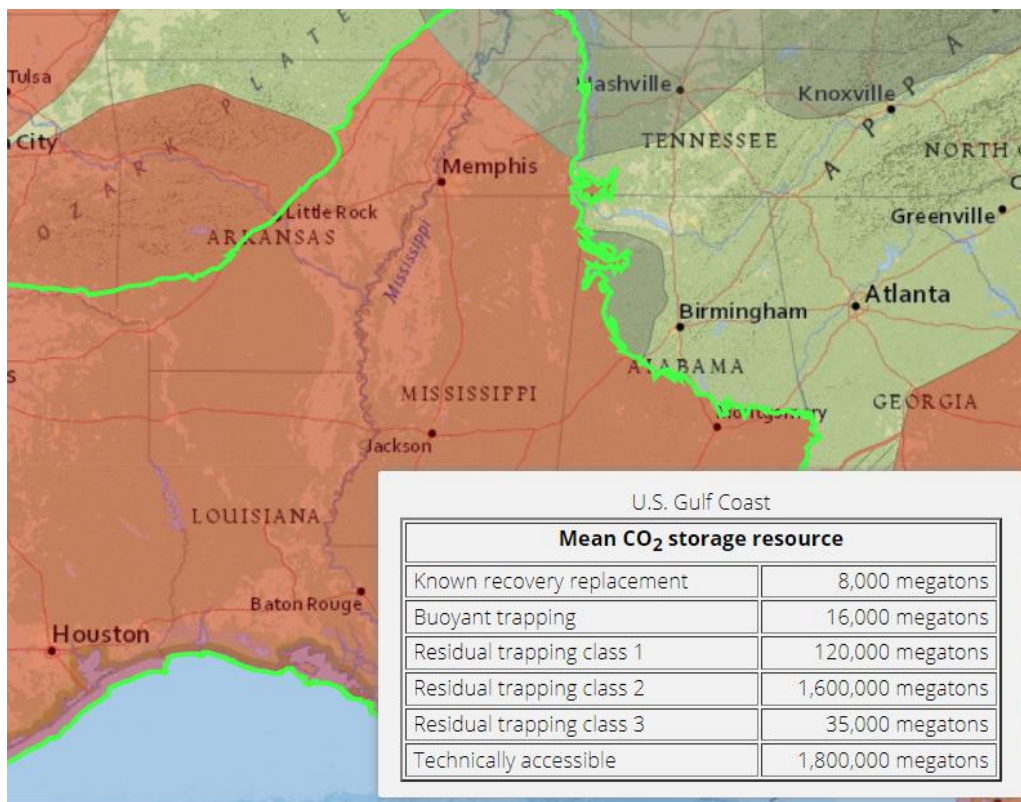 PLATE
Tulsa
Nashville
Knoxville
City
TENNESSEE
APPA
NORTH
OZARK
Memphis
Little Rock
Greenville
ARKANSAS
Mississippi
Atlanta
Birmingham
ALABAMA
MISSISSIPPI
GEORGIA
Montgomery
Jackson
LOUISIANA
Baton Rouge
Houston
U.S. Gulf Coast
Mean CO₂ storage resource
Known recovery replacement 8,000 megatons
Buoyant trapping 16,000 megatons
Residual trapping class 1 120,000 megatons
Residual trapping class 2 1,600,000 megatons
Residual trapping class 3 35,000 megatons
Technically accessible 1,800,000 megatons